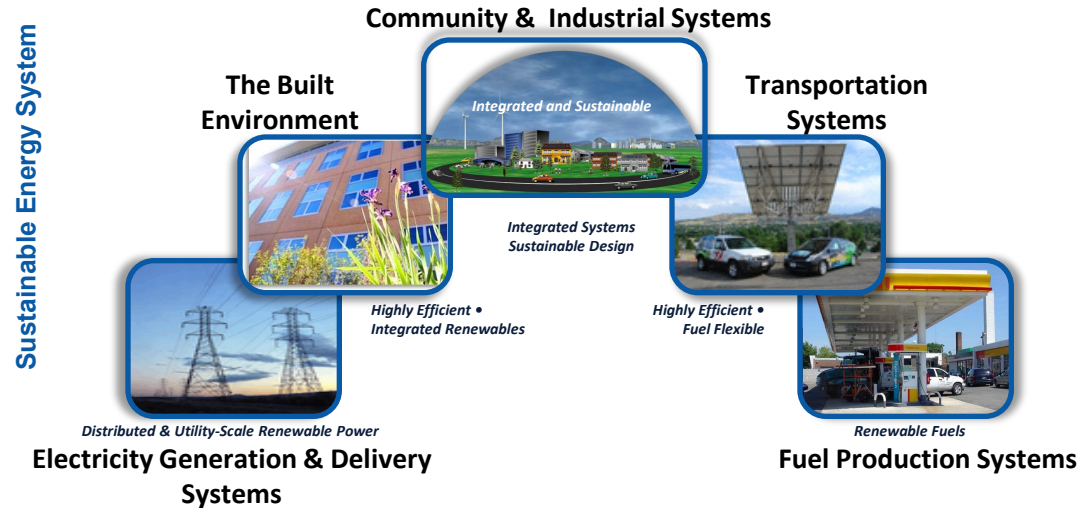 Sustainable Energy System
Community & Industrial Systems
The Built
Environment
Transportation
Systems
Integrated and Sustainable
Integrated Systems
Sustainable Design
Highly Efficient •
Integrated Renewables
Highly Efficient •
Fuel Flexible
Distributed & Utility-Scale Renewable Power
Electricity Generation & Delivery
Systems
Renewable Fuels
Fuel Production Systems